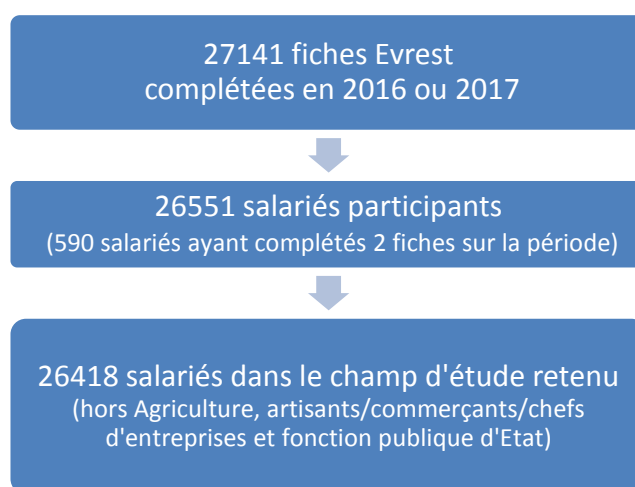 27141 fiches Evrest
complétées en 2016 ou 2017
26551 salariés participants
(590 salariés ayant complétés 2 fiches sur la période)
26418 salariés dans le champ d'étude retenu
(hors Agriculture, artisants/commerçants/chefs
d'entreprises et fonction publique d'Etat)